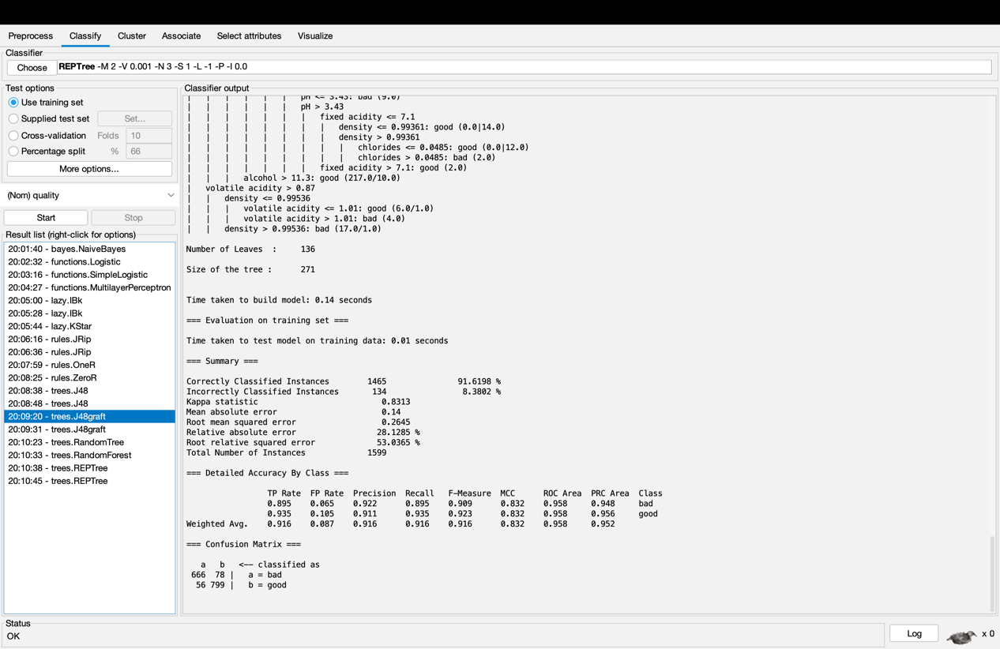 Preprocess Classify Cluster Associate Select attributes Visualize
Classifier
Choose REPTree -M 2 -V 0.001 -N 3 -S 1 -L -1 -P -I 0.0
Test options
Use training set
Supplied test set Set...
Cross-validation Folds 10
Percentage split % 66
More options...
(Nom) quality
Start Stop
Result list (right-click for options)
20:01:40 - bayes.NaiveBayes
20:02:32 - functions.Logistic
20:03:16 - functions.SimpleLogistic
20:04:27 - functions.MultilayerPerceptron
20:05:00 - lazy.IBk
20:05:28 - lazy.IBk
20:05:44 - lazy.KStar
20:06:16 - rules.JRip
20:06:36 - rules.JRip
20:07:59 - rules.OneR
20:08:25 - rules.ZeroR
20:08:38 - trees.J48
20:08:48 - trees.J48
20:09:20 - trees.J48graft
20:09:31 - trees.J48graft
20:10:23 - trees.RandomTree
20:10:33 - trees.RandomForest
20:10:38 - trees.REPTree
20:10:45 - trees.REPTree
Classifier output
| | | | | | pH <= 3.43: bad (9.0)
| | | | | | pH > 3.43
| | | | | | | fixed acidity <= 7.1
| | | | | | | | density <= 0.99361: good (0.0|14.0)
| | | | | | | | density > 0.99361
| | | | | | | | | chlorides <= 0.0485: good (0.0|12.0)
| | | | | | | | | chlorides > 0.0485: bad (2.0)
| | | | | | | fixed acidity > 7.1: good (2.0)
| | | alcohol > 11.3: good (217.0/10.0)
| volatile acidity > 0.87
| | density <= 0.99536
| | | volatile acidity <= 1.01: good (6.0/1.0)
| | | volatile acidity > 1.01: bad (4.0)
| | density > 0.99536: bad (17.0/1.0)
Number of Leaves : 136
Size of the tree : 271
Time taken to build model: 0.14 seconds
=== Evaluation on training set ===
Time taken to test model on training data: 0.01 seconds
=== Summary ===
Correctly Classified Instances 1465 91.6198 %
Incorrectly Classified Instances 134 8.3802 %
Kappa statistic 0.8313
Mean absolute error 0.14
Root mean squared error 0.2645
Relative absolute error 28.1285 %
Root relative squared error 53.0365 %
Total Number of Instances 1599
=== Detailed Accuracy By Class ===
TP Rate FP Rate Precision Recall F-Measure MCC ROC Area PRC Area Class
0.895 0.065 0.922 0.895 0.909 0.832 0.958 0.948 bad
0.935 0.105 0.911 0.935 0.923 0.832 0.958 0.956 good
Weighted Avg. 0.916 0.087 0.916 0.916 0.916 0.832 0.958 0.952
=== Confusion Matrix ===
a b <-- classified as
666 78 | a = bad
56 799 | b = good
Status
OK
Log x 0